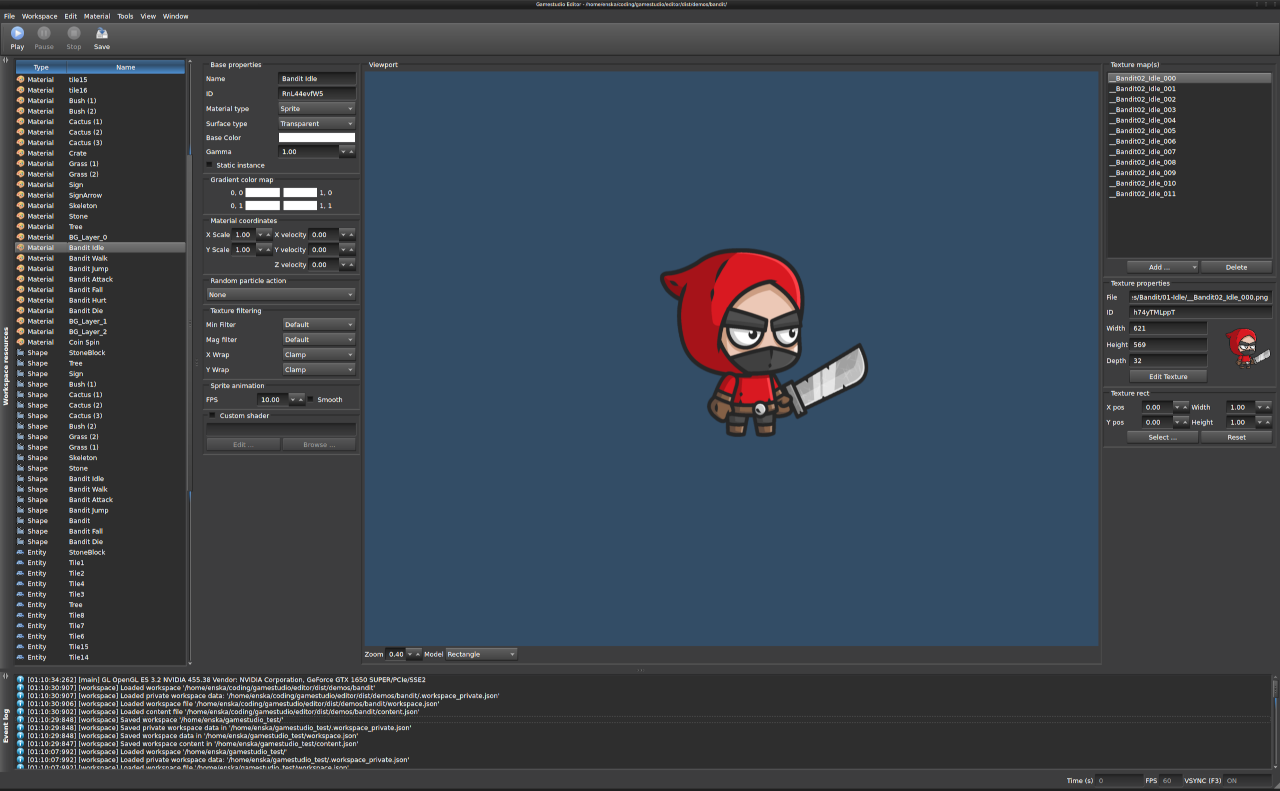 Gamestudio Editor - /home/enska/coding/gamestudio/editor/dist/demos/bandit/
File Workspace Edit Material Tools View Window
Play Pause Stop Save
Workspace resources
Type Name
Material tile15
Material tile16
Material Bush (1)
Material Bush (2)
Material Cactus (1)
Material Cactus (2)
Material Cactus (3)
Material Crate
Material Grass (1)
Material Grass (2)
Material Sign
Material SignArrow
Material Skeleton
Material Stone
Material Tree
Material BG_Layer_0
Material Bandit Idle
Material Bandit Walk
Material Bandit Jump
Material Bandit Attack
Material Bandit Fall
Material Bandit Hurt
Material Bandit Die
Material BG_Layer_1
Material BG_Layer_2
Material Coin Spin
Shape StoneBlock
Shape Tree
Shape Sign
Shape Bush (1)
Shape Cactus (1)
Shape Cactus (2)
Shape Cactus (3)
Shape Bush (2)
Shape Grass (2)
Shape Grass (1)
Shape Skeleton
Shape Stone
Shape Bandit Idle
Shape Bandit Walk
Shape Bandit Attack
Shape Bandit Jump
Shape Bandit
Shape Bandit Fall
Shape Bandit Die
Entity StoneBlock
Entity Tile1
Entity Tile2
Entity Tile4
Entity Tile3
Entity Tree
Entity Tile8
Entity Tile7
Entity Tile6
Entity Tile15
Entity Tile14
Base properties
Name Bandit Idle
ID RnL44evfW5
Material type Sprite
Surface type Transparent
Base Color
Gamma 1.00
Static instance
Gradient color map
0, 0 1, 0
0, 1 1, 1
Material coordinates
X Scale 1.00 X velocity 0.00
Y Scale 1.00 Y velocity 0.00
Z velocity 0.00
Random particle action
None
Texture filtering
Min Filter Default
Mag filter Default
X Wrap Clamp
Y Wrap Clamp
Sprite animation
FPS 10.00 Smooth
Custom shader
Edit ... Browse ...
Viewport
Zoom 0.40 Model Rectangle
Texture map(s)
__Bandit02_Idle_000
__Bandit02_Idle_001
__Bandit02_Idle_002
__Bandit02_Idle_003
__Bandit02_Idle_004
__Bandit02_Idle_005
__Bandit02_Idle_006
__Bandit02_Idle_007
__Bandit02_Idle_008
__Bandit02_Idle_009
__Bandit02_Idle_010
__Bandit02_Idle_011
Add ... Delete
Texture properties
File s/Bandit/01-Idle/__Bandit02_Idle_000.png
ID h74yTMLppT
Width 621
Height 569
Depth 32
Edit Texture
Texture rect
X pos 0.00 Width 1.00
Y pos 0.00 Height 1.00
Select ... Reset
Event log
[01:10:34:262] [main] GL OpenGL ES 3.2 NVIDIA 455.38 Vendor: NVIDIA Corporation, GeForce GTX 1650 SUPER/PCIe/SSE2
[01:10:30:907] [workspace] Loaded workspace '/home/enska/coding/gamestudio/editor/dist/demos/bandit'
[01:10:30:907] [workspace] Loaded private workspace data: '/home/enska/coding/gamestudio/editor/dist/demos/bandit/.workspace_private.json'
[01:10:30:906] [workspace] Loaded workspace file '/home/enska/coding/gamestudio/editor/dist/demos/bandit/workspace.json'
[01:10:30:902] [workspace] Loaded content file '/home/enska/coding/gamestudio/editor/dist/demos/bandit/content.json'
[01:10:29:848] [workspace] Saved workspace '/home/enska/gamestudio_test/'
[01:10:29:848] [workspace] Saved private workspace data in '/home/enska/gamestudio_test/.workspace_private.json'
[01:10:29:848] [workspace] Saved workspace data in '/home/enska/gamestudio_test/workspace.json'
[01:10:29:847] [workspace] Saved workspace content in '/home/enska/gamestudio_test/content.json'
[01:10:07:992] [workspace] Loaded workspace '/home/enska/gamestudio_test/'
[01:10:07:992] [workspace] Loaded private workspace data: '/home/enska/gamestudio_test/.workspace_private.json'
[01:10:07:992] [workspace] Loaded workspace file '/home/enska/gamestudio_test/workspace.json'
Time (s) 0 FPS 60 VSYNC (F3) ON